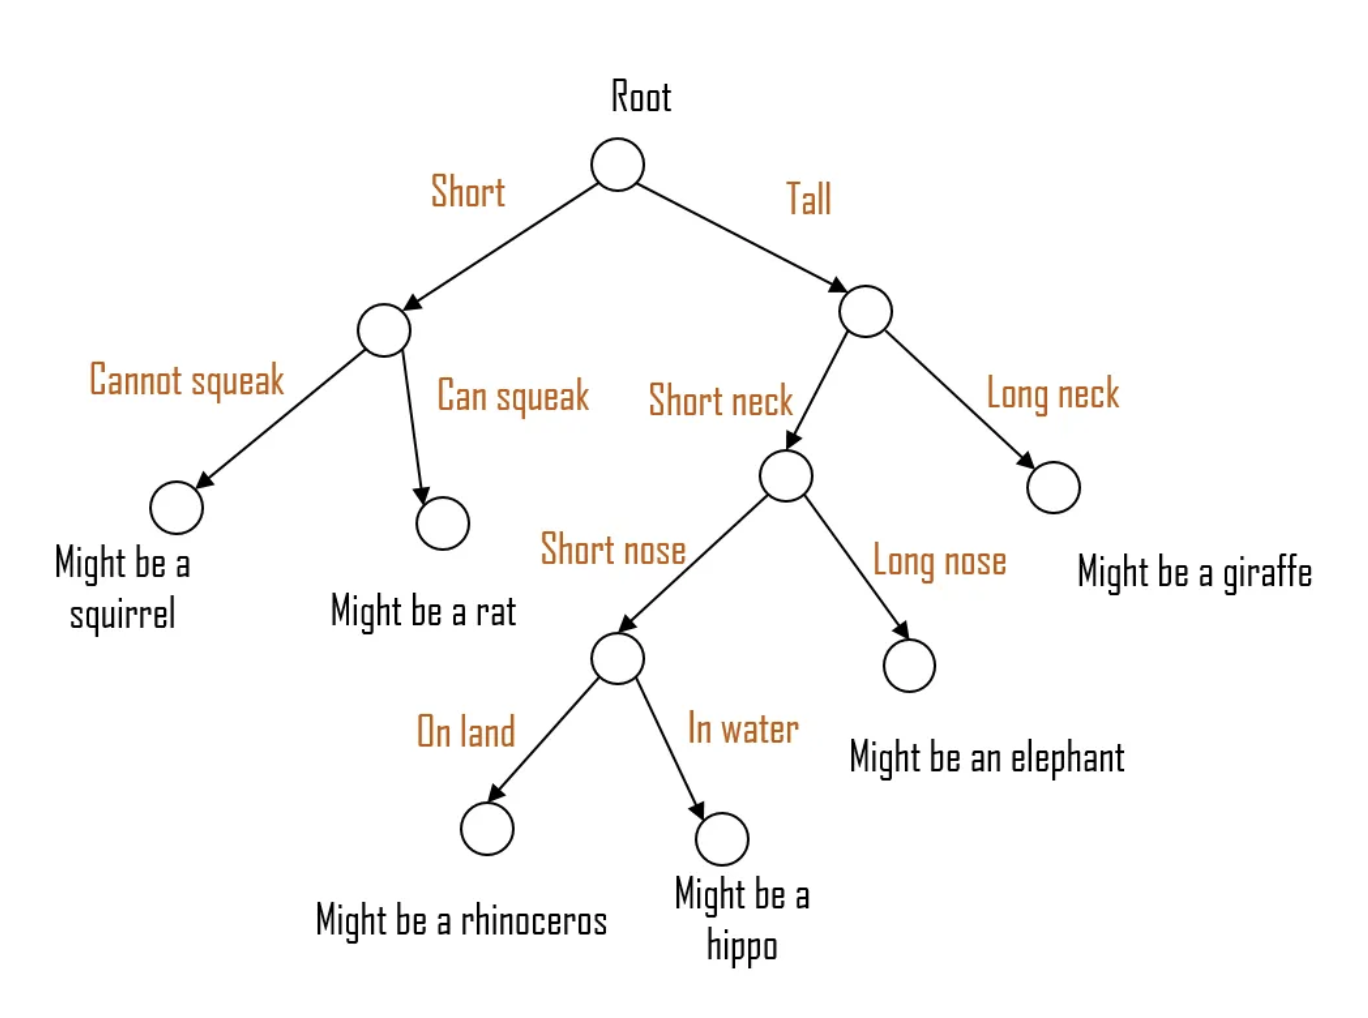 Root
Short
Tall
Cannot squeak
Can squeak
Short neck
Long neck
Might be a
squirrel
Might be a rat
Short nose
Long nose
Might be a giraffe
On land
In water
Might be an elephant
Might be a rhinoceros
Might be a
hippo